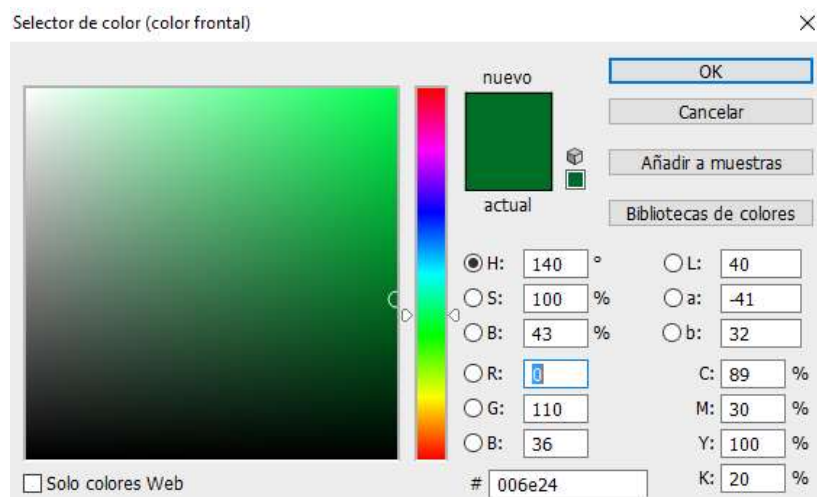 Selector de color (color frontal)
nuevo
actual
OK
Cancelar
Añadir a muestras
Bibliotecas de colores
H: 140 °
S: 100 %
B: 43 %
R: 0
G: 110
B: 36
# 006e24
L: 40
a: -41
b: 32
C: 89 %
M: 30 %
Y: 100 %
K: 20 %
Solo colores Web